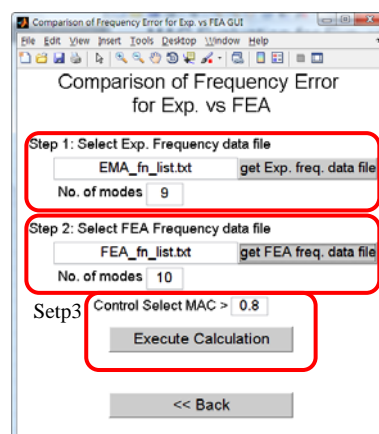 Comparison of Frequency Error for Exp. vs FEA GUI
File Edit View Insert Tools Desktop Window Help
Comparison of Frequency Error
for Exp. vs FEA
Step 1: Select Exp. Frequency data file
EMA_fn_list.txt get Exp. freq. data file
No. of modes 9
Step 2: Select FEA Frequency data file
FEA_fn_list.txt get FEA freq. data file
No. of modes 10
Setp3 Control Select MAC > 0.8
Execute Calculation
<< Back